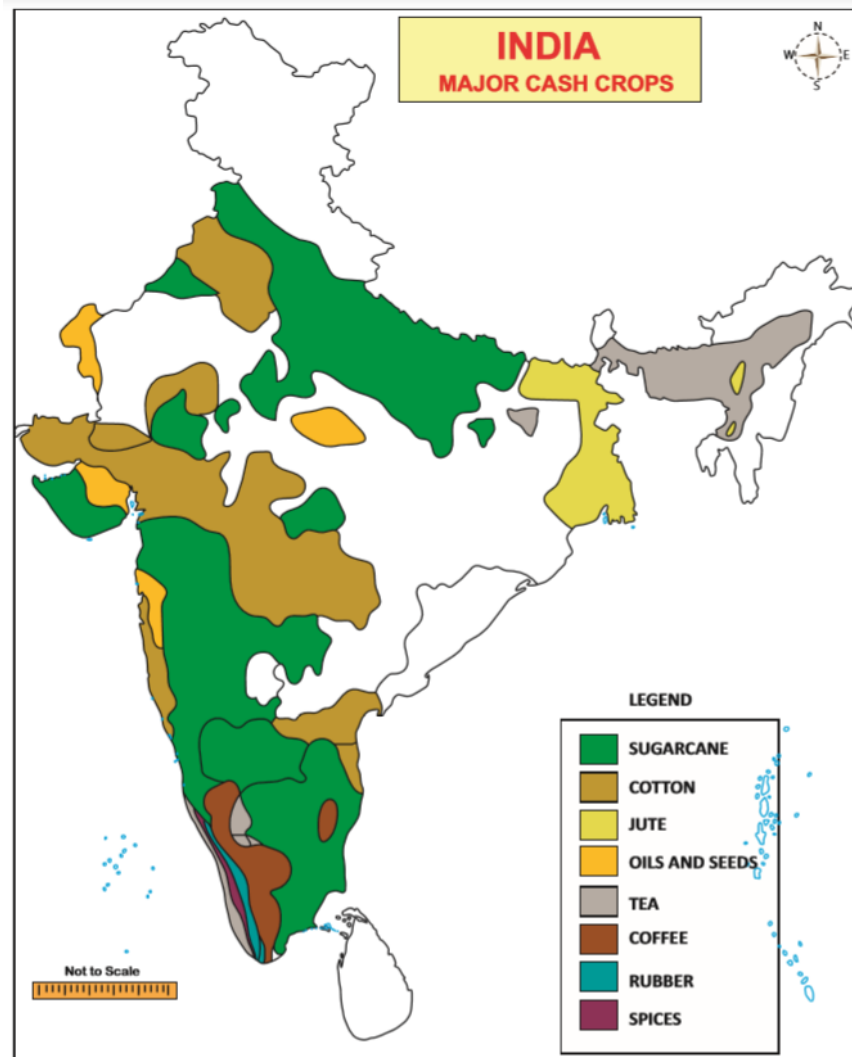 INDIA
MAJOR CASH CROPS
N
W E
S
LEGEND
SUGARCANE
COTTON
JUTE
OILS AND SEEDS
TEA
COFFEE
RUBBER
SPICES
Not to Scale